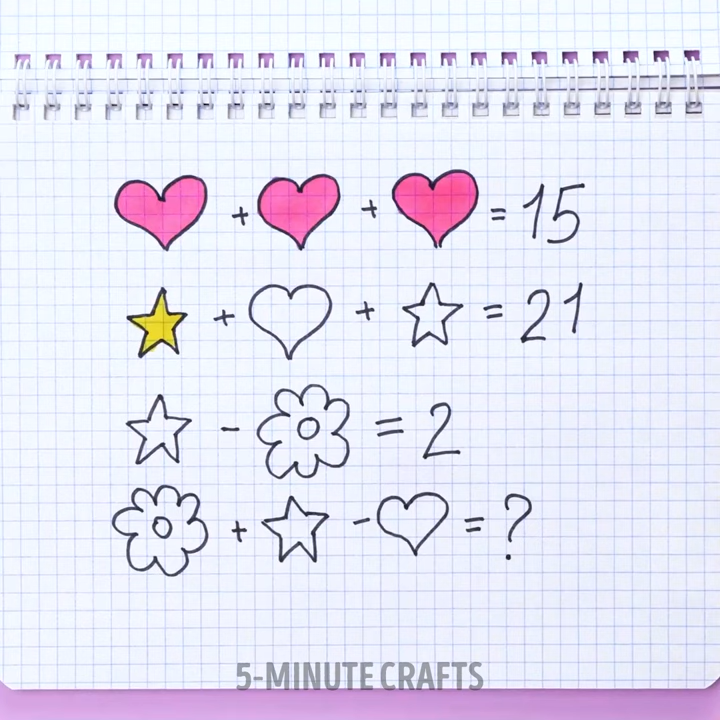 + + = 15
+ + = 21
- = 2
+ - = ?
5-MINUTE CRAFTS